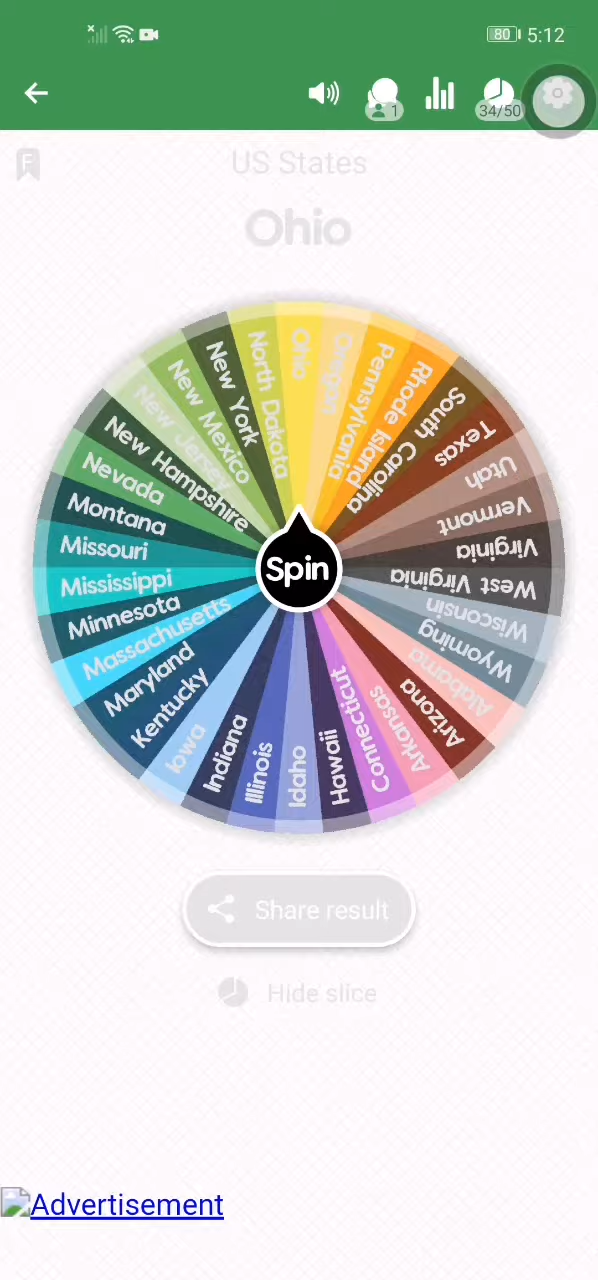 80 5:12
1
34/50
F
US States
Ohio
Ohio
Oregon
Pennsylvania
Rhode Island
South Carolina
Texas
Utah
Vermont
Virginia
West Virginia
Wisconsin
Wyoming
Alabama
Arizona
Arkansas
Connecticut
Hawaii
Idaho
Illinois
Indiana
Iowa
Kentucky
Maryland
Massachusetts
Minnesota
Mississippi
Missouri
Montana
Nevada
New Hampshire
New Jersey
New Mexico
New York
North Dakota
Spin
Share result
Hide slice
Advertisement